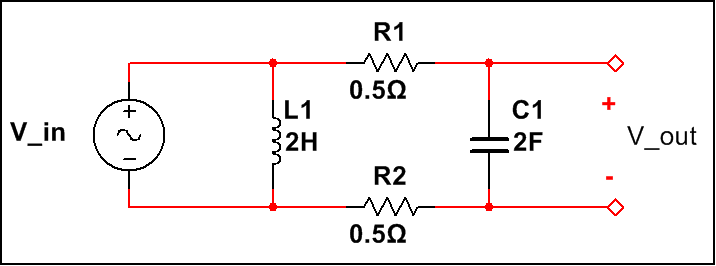 R1
0.5Ω
V_in
+
−
L1
2H
C1
2F
+
V_out
-
R2
0.5Ω